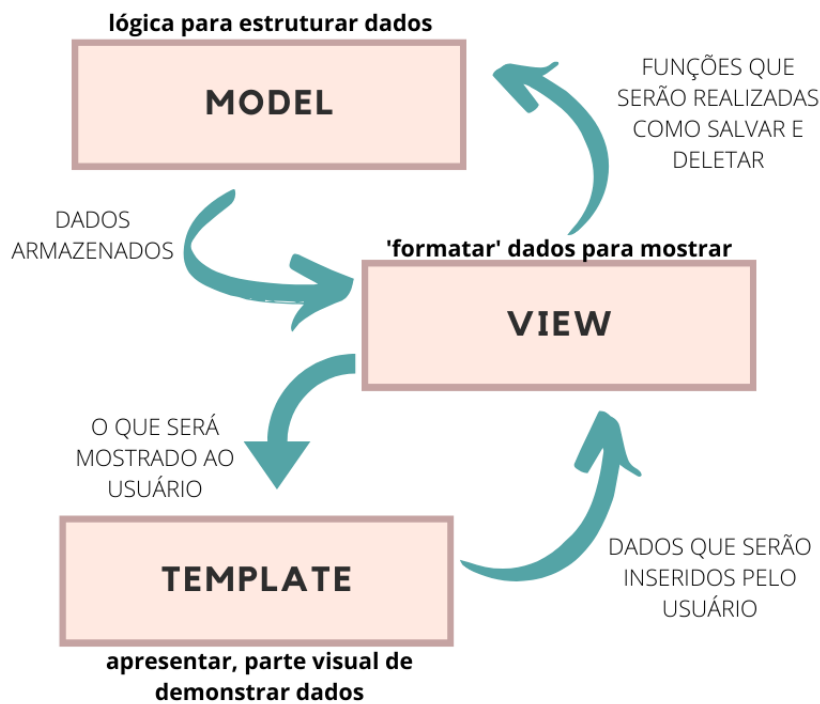 lógica para estruturar dados
MODEL
FUNÇÕES QUE
SERÃO REALIZADAS
COMO SALVAR E
DELETAR
DADOS
ARMAZENADOS
'formatar' dados para mostrar
VIEW
O QUE SERÁ
MOSTRADO AO
USUÁRIO
TEMPLATE
DADOS QUE SERÃO
INSERIDOS PELO
USUÁRIO
apresentar, parte visual de
demonstrar dados